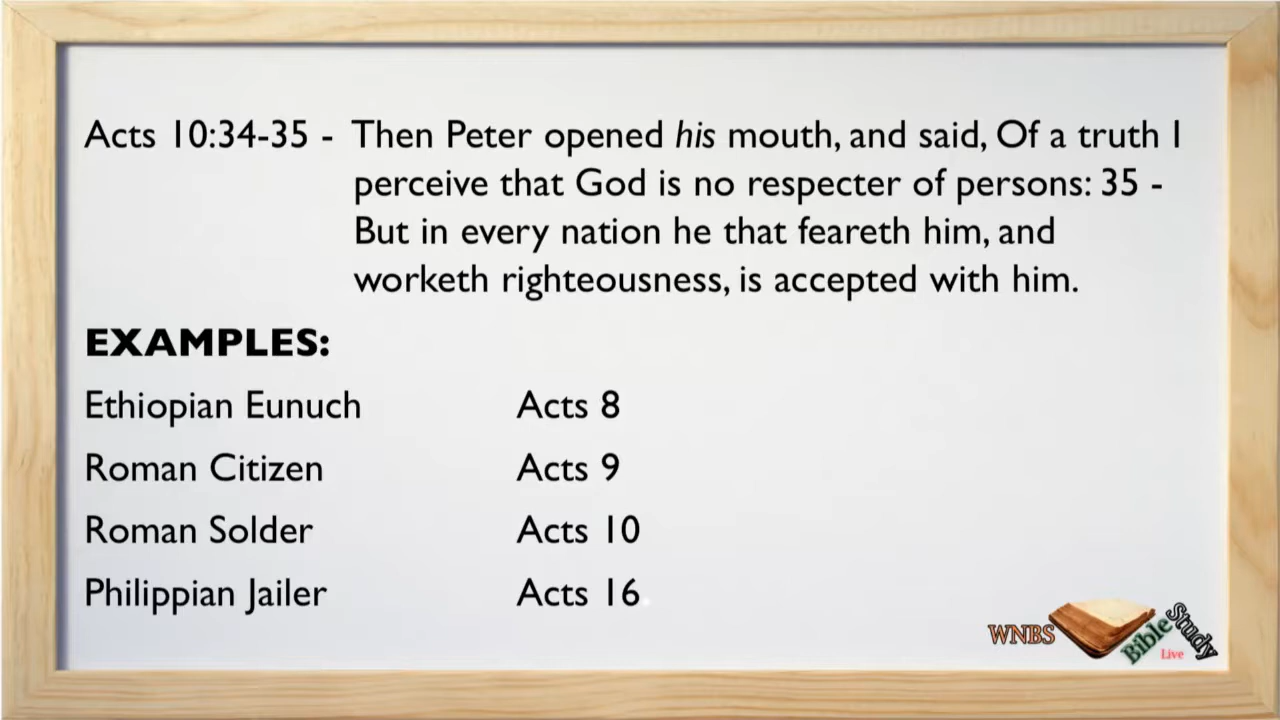 Acts 10:34-35 - Then Peter opened his mouth, and said, Of a truth I
perceive that God is no respecter of persons: 35 -
But in every nation he that feareth him, and
worketh righteousness, is accepted with him.
EXAMPLES:
Ethiopian Eunuch Acts 8
Roman Citizen Acts 9
Roman Solder Acts 10
Philippian Jailer Acts 16
WNBS Bible Study
Live